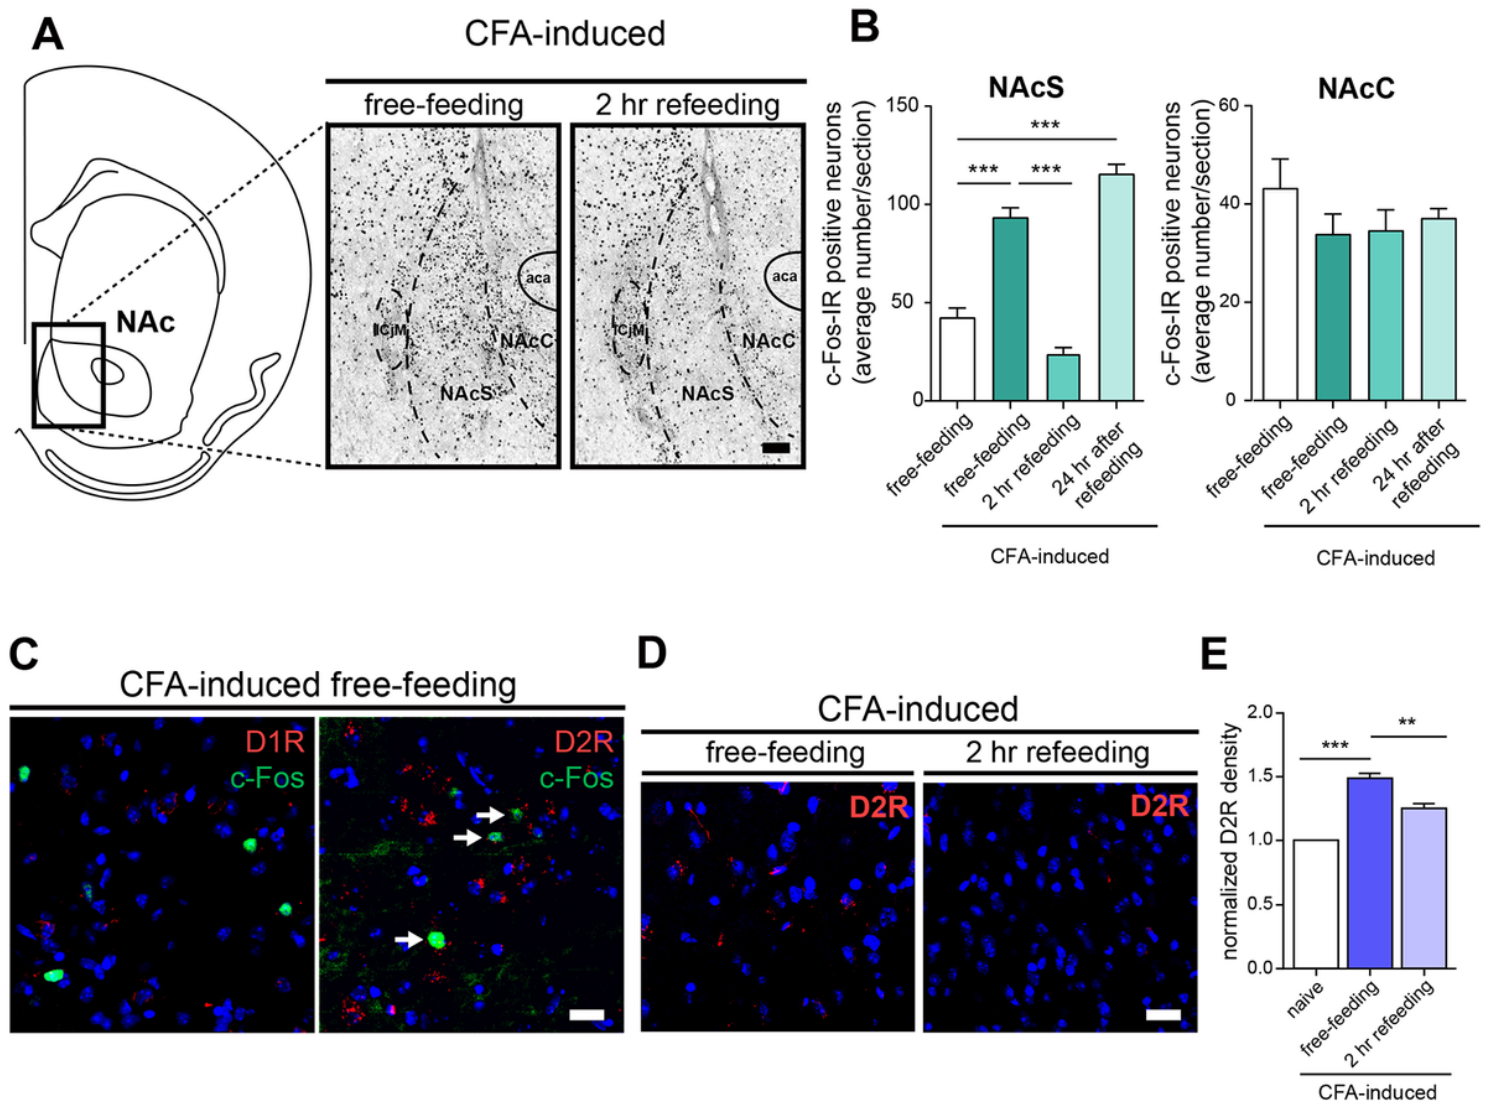 A
CFA-induced
free-feeding
2 hr refeeding
NAc
ICjM
aca
NAcC
NAcS
ICjM
aca
NAcC
NAcS
B
NAcS
c-Fos-IR positive neurons
(average number/section)
150
100
50
0
***
***
***
free-feeding
free-feeding
2 hr refeeding
24 hr after
refeeding
CFA-induced
NAcC
c-Fos-IR positive neurons
(average number/section)
60
40
20
0
free-feeding
free-feeding
2 hr refeeding
24 hr after
refeeding
CFA-induced
C
CFA-induced free-feeding
D1R
c-Fos
D2R
c-Fos
D
CFA-induced
free-feeding
2 hr refeeding
D2R
D2R
E
normalized D2R density
2.0
1.5
1.0
0.5
0.0
***
**
naive
free-feeding
2 hr refeeding
CFA-induced